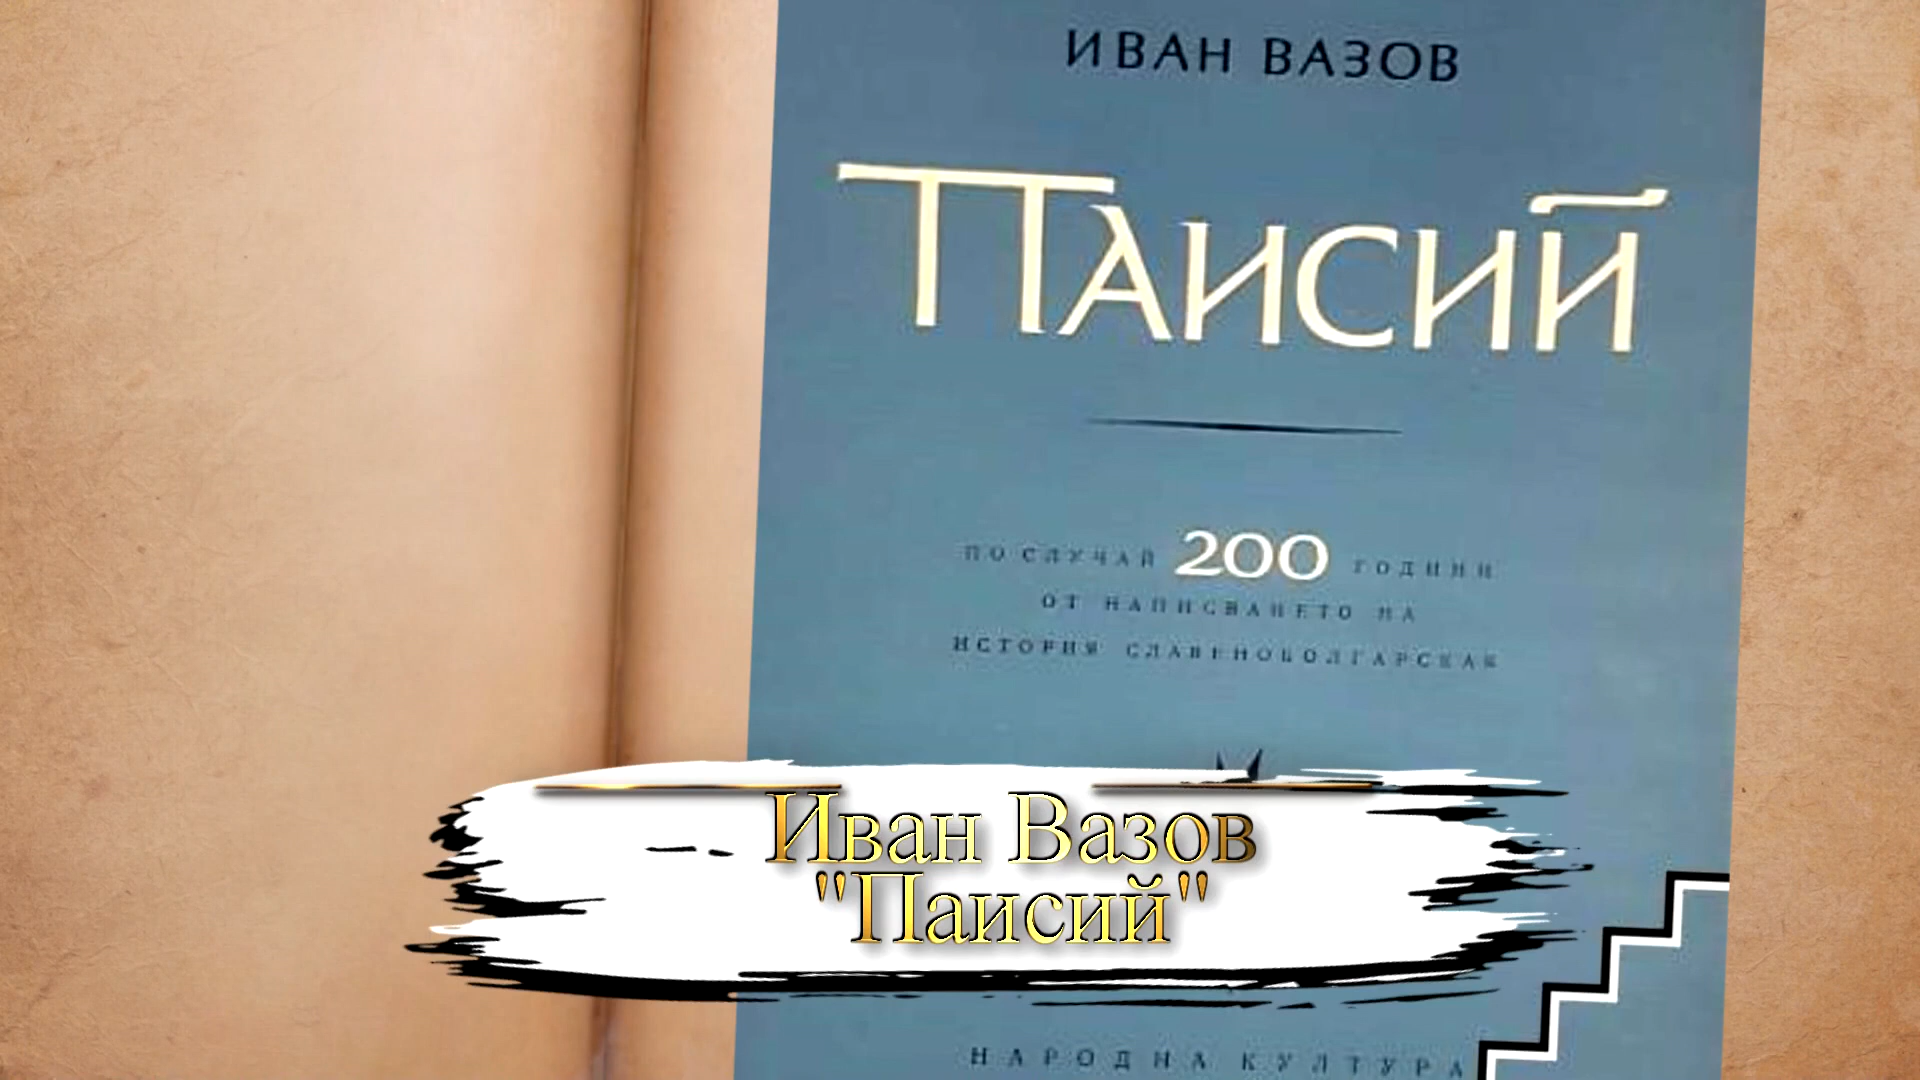 ИВАН ВАЗОВ
ПАИСИЙ
ПО СЛУЧАЙ 200 ГОДИНИ
ОТ НАПИСВАНЕТО НА
ИСТОРИЯ СЛАВЕНОБОЛГАРСКАЯ
Иван Вазов
"Паисий"
НАРОДНА КУЛТУРА